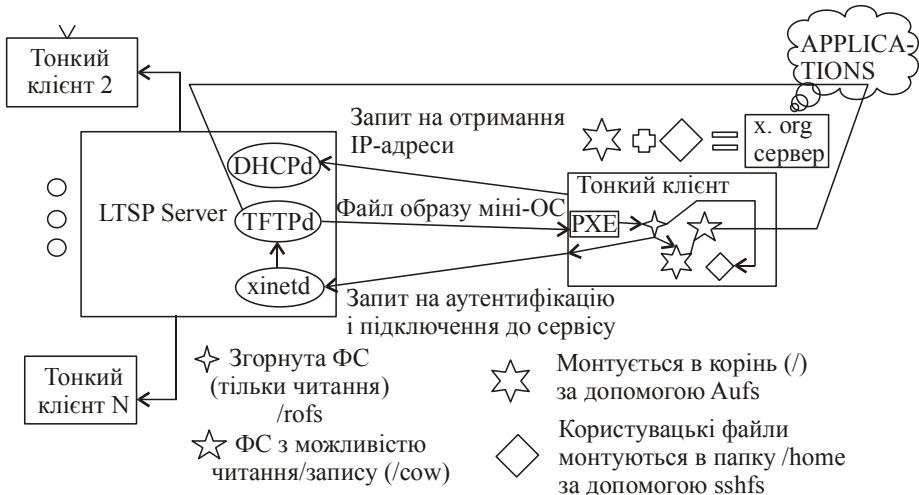 Тонкий
клієнт 2
APPLICA-
TIONS
Запит на отримання
IP-адреси
x. org
сервер
DHCPd
Тонкий клієнт
LTSP Server
TFTPd
Файл образу міні-ОС
PXE
xinetd
Запит на аутентифікацію
і підключення до сервісу
Тонкий
клієнт N
Згорнута ФС
(тільки читання)
/rofs
ФС з можливістю
читання/запису (/cow)
Монтується в корінь (/)
за допомогою Aufs
Користувацькі файли
монтуються в папку /home
за допомогою sshfs